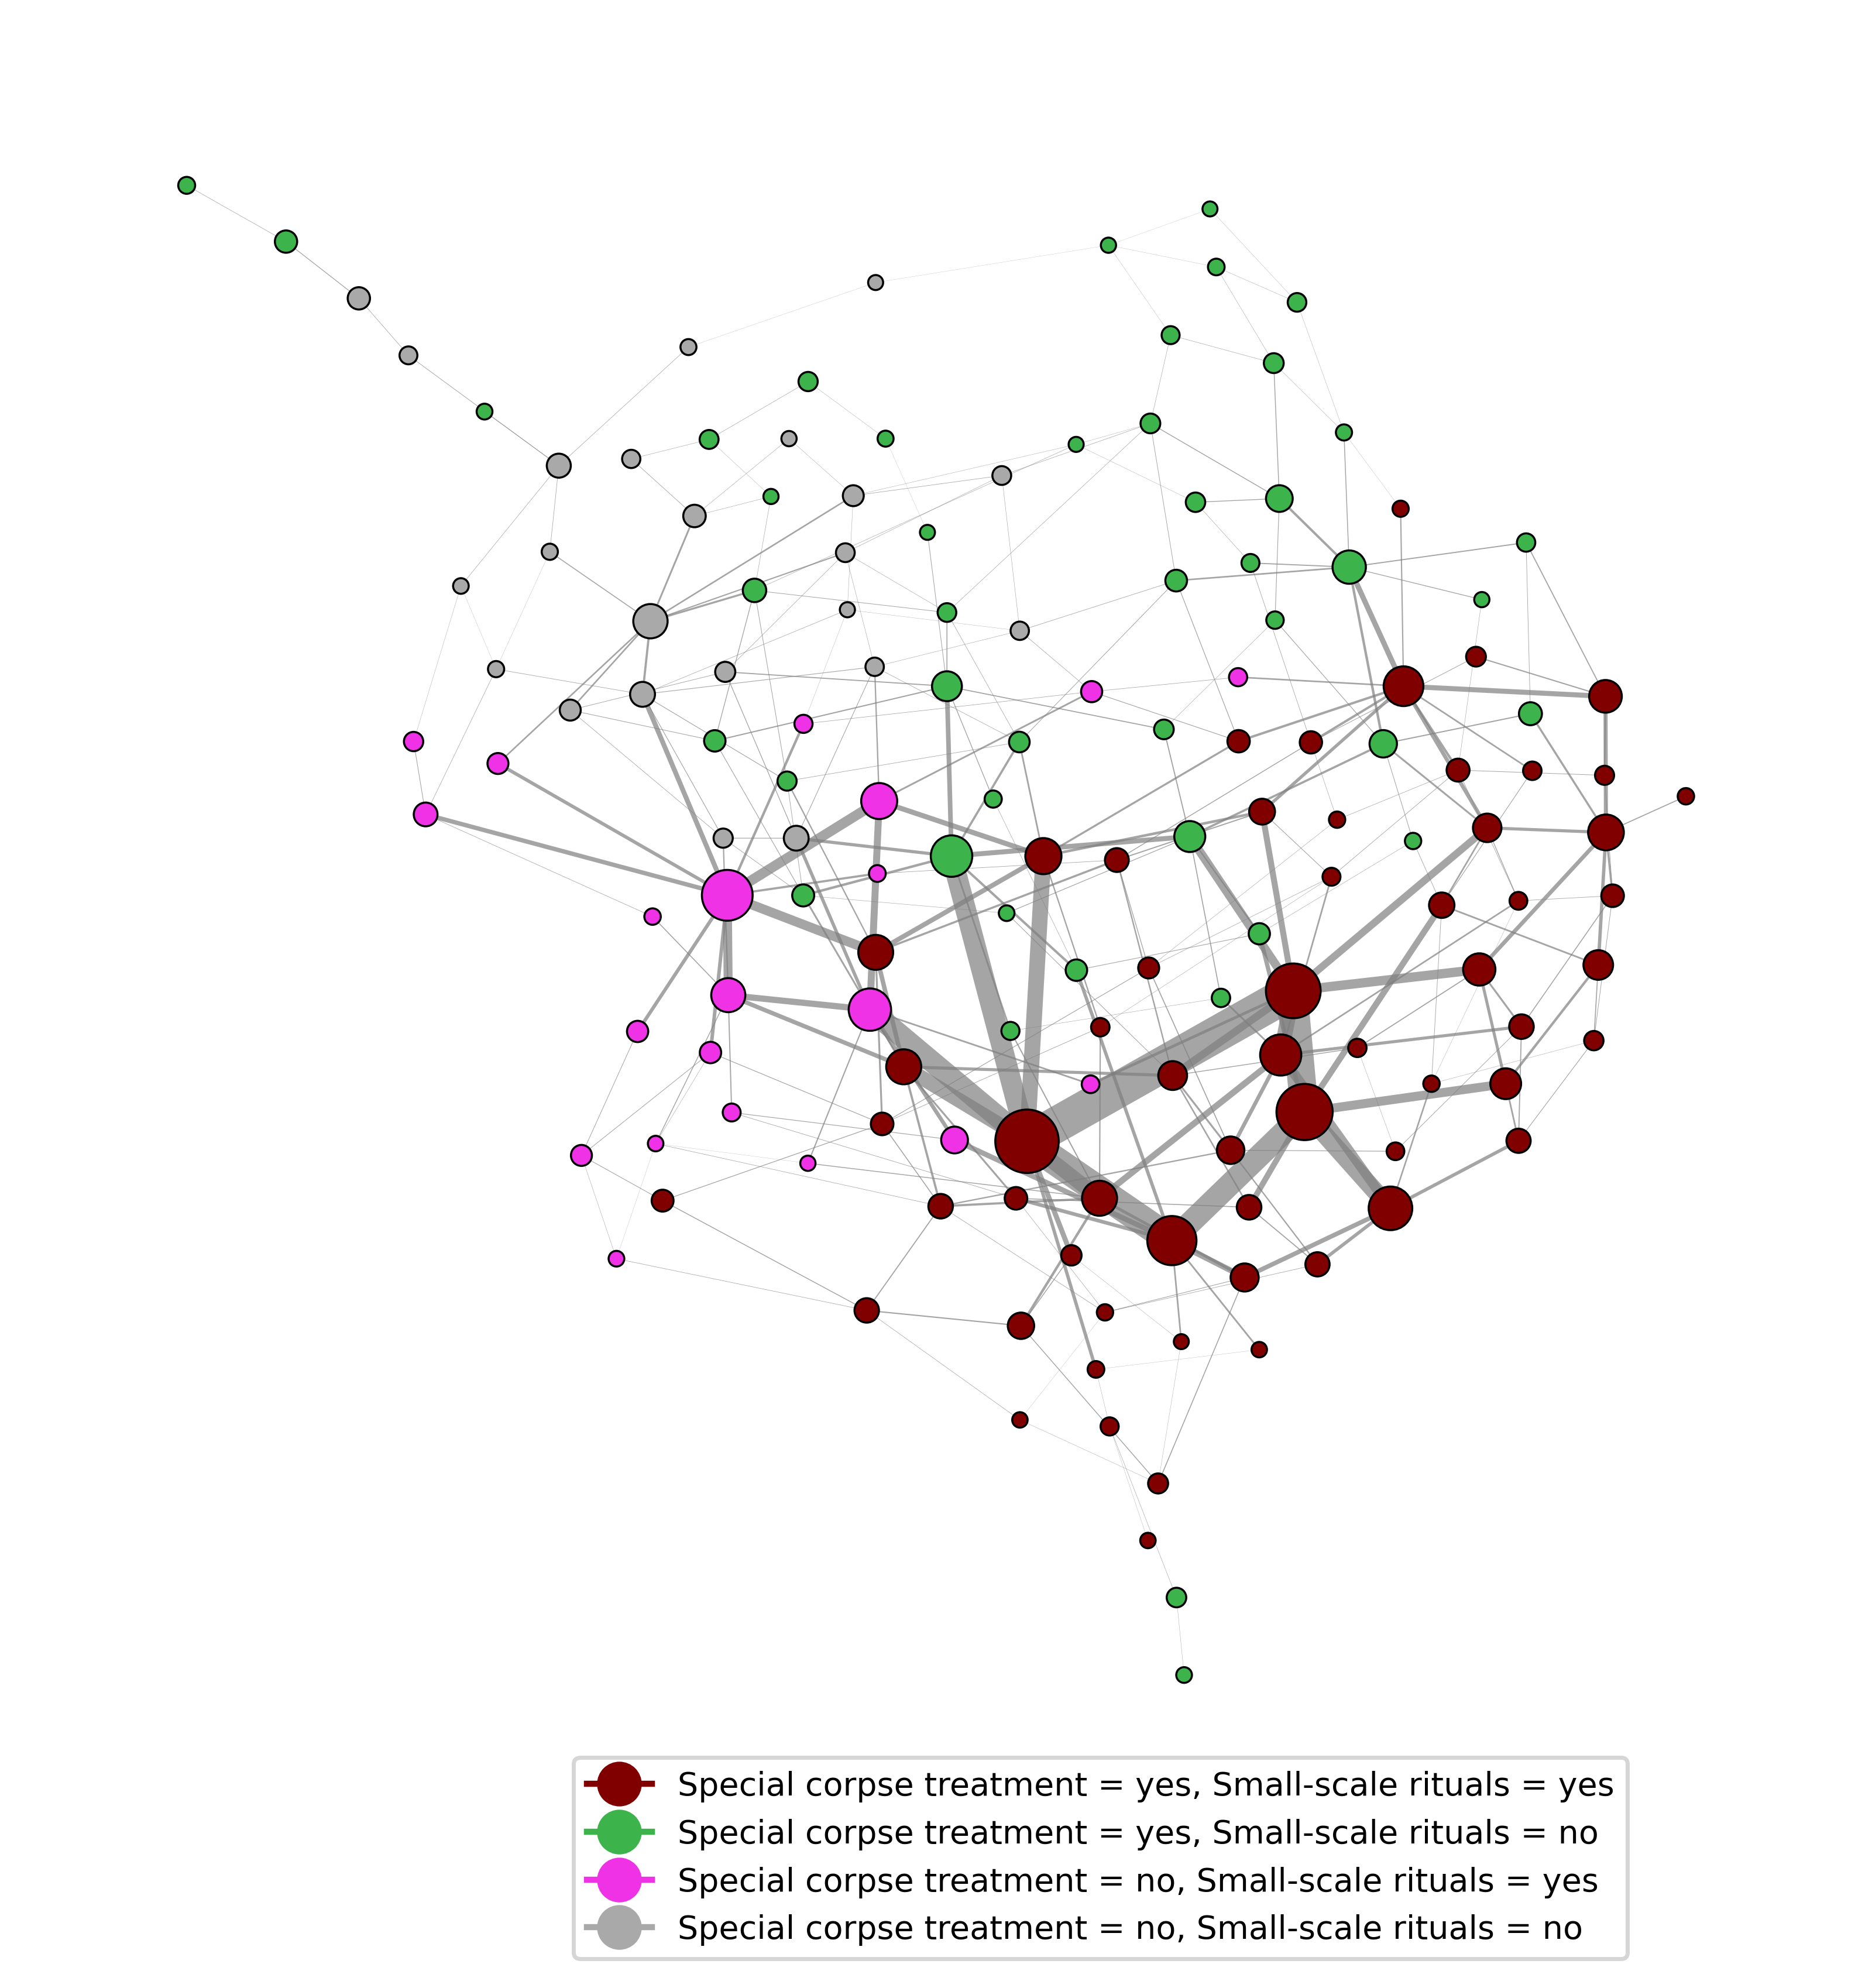 Special corpse treatment = yes, Small-scale rituals = yes
Special corpse treatment = yes, Small-scale rituals = no
Special corpse treatment = no, Small-scale rituals = yes
Special corpse treatment = no, Small-scale rituals = no